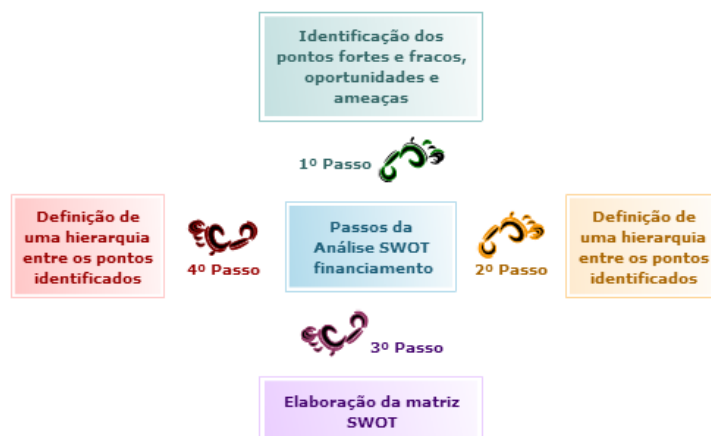 Identificação dos
pontos fortes e fracos,
oportunidades e
ameaças
1º Passo
Definição de
uma hierarquia
entre os pontos
identificados
4º Passo
Passos da
Análise SWOT
financiamento
2º Passo
Definição de
uma hierarquia
entre os pontos
identificados
3º Passo
Elaboração da matriz
SWOT